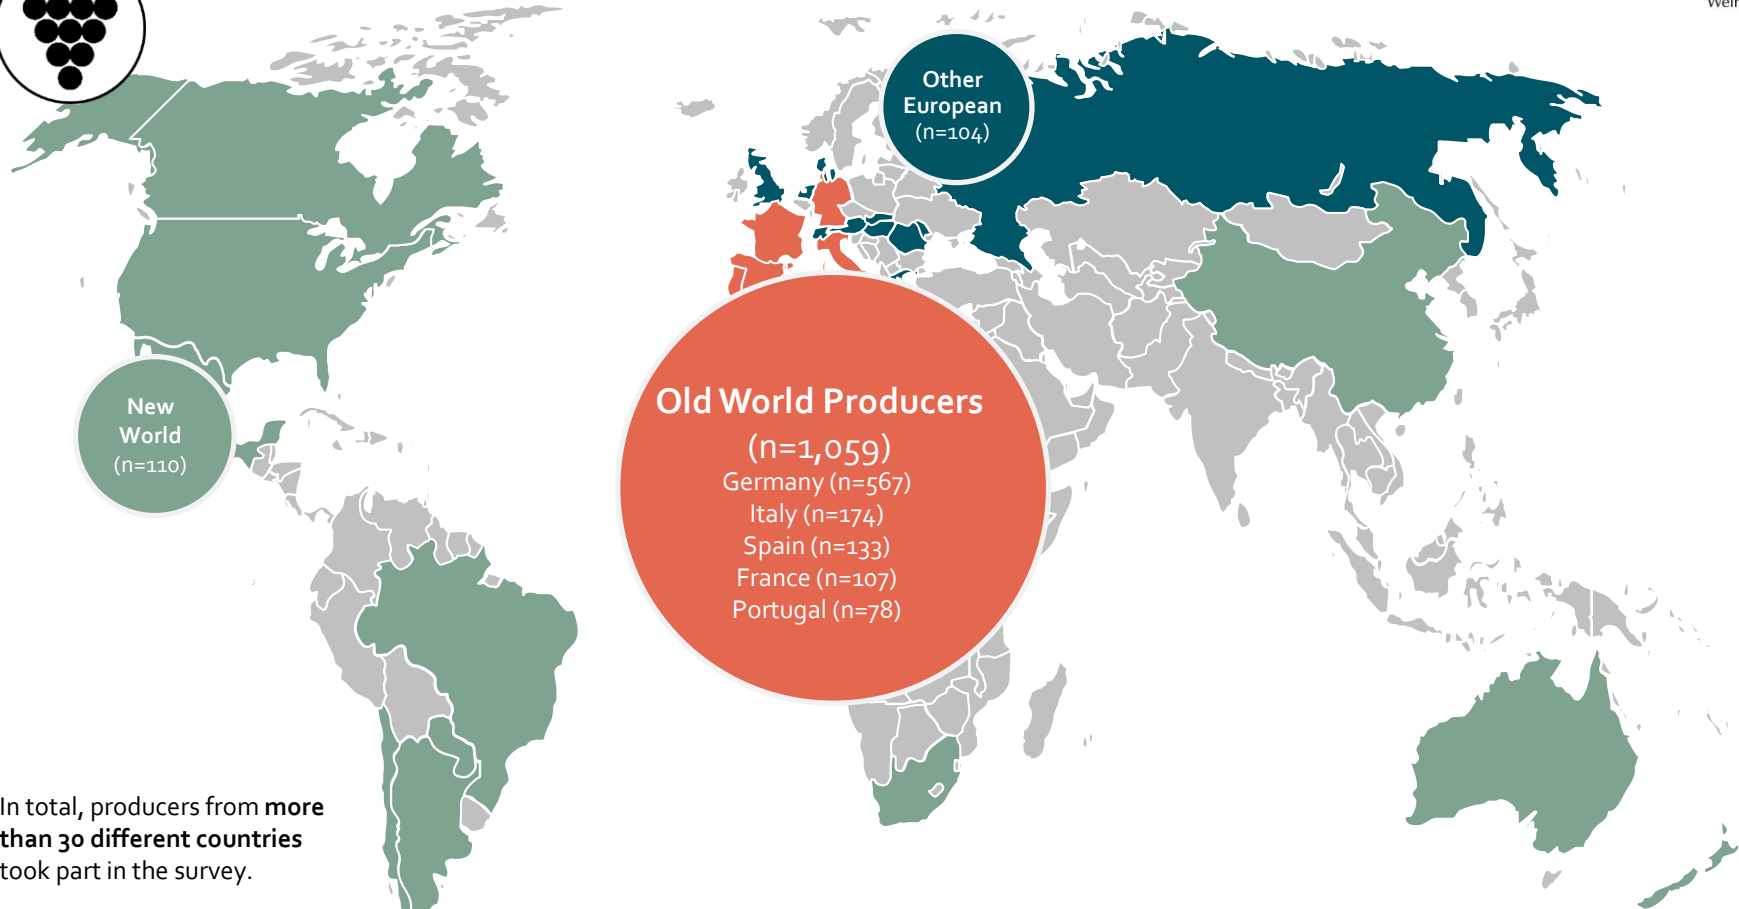 Other
European
(n=104)
New
World
(n=110)
Old World Producers
(n=1,059)
Germany (n=567)
Italy (n=174)
Spain (n=133)
France (n=107)
Portugal (n=78)
In total, producers from more
than 30 different countries
took part in the survey.